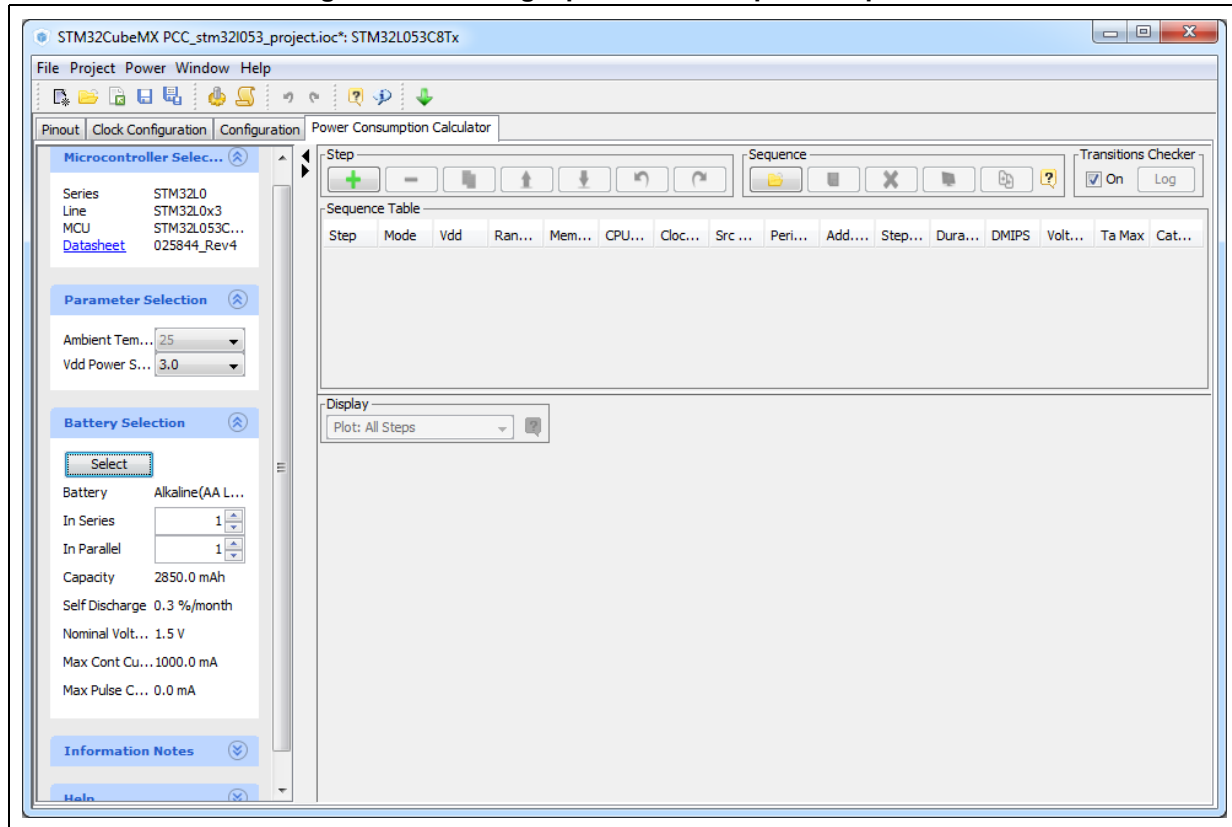 STM32CubeMX PCC_stm32l053_project.ioc*: STM32L053C8Tx
File Project Power Window Help
Pinout Clock Configuration Configuration Power Consumption Calculator
Microcontroller Selec...
Series STM32L0
Line STM32L0x3
MCU STM32L053C...
Datasheet 025844_Rev4
Parameter Selection
Ambient Tem... 25
Vdd Power S... 3.0
Battery Selection
Select
Battery Alkaline(AA L...
In Series 1
In Parallel 1
Capacity 2850.0 mAh
Self Discharge 0.3 %/month
Nominal Volt... 1.5 V
Max Cont Cu... 1000.0 mA
Max Pulse C... 0.0 mA
Information Notes
Help
Step
Sequence
Transitions Checker
On Log
Sequence Table
Step Mode Vdd Ran... Mem... CPU... Cloc... Src ... Peri... Add.... Step... Dura... DMIPS Volt... Ta Max Cat...
Display
Plot: All Steps